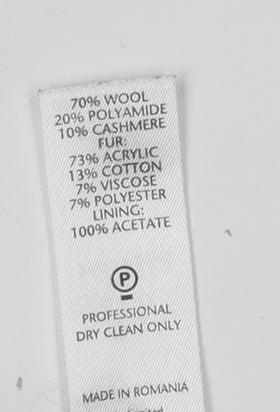 70% WOOL
20% POLYAMIDE
10% CASHMERE
FUR:
73% ACRYLIC
13% COTTON
7% VISCOSE
7% POLYESTER
LINING:
100% ACETATE
P
PROFESSIONAL
DRY CLEAN ONLY
MADE IN ROMANIA